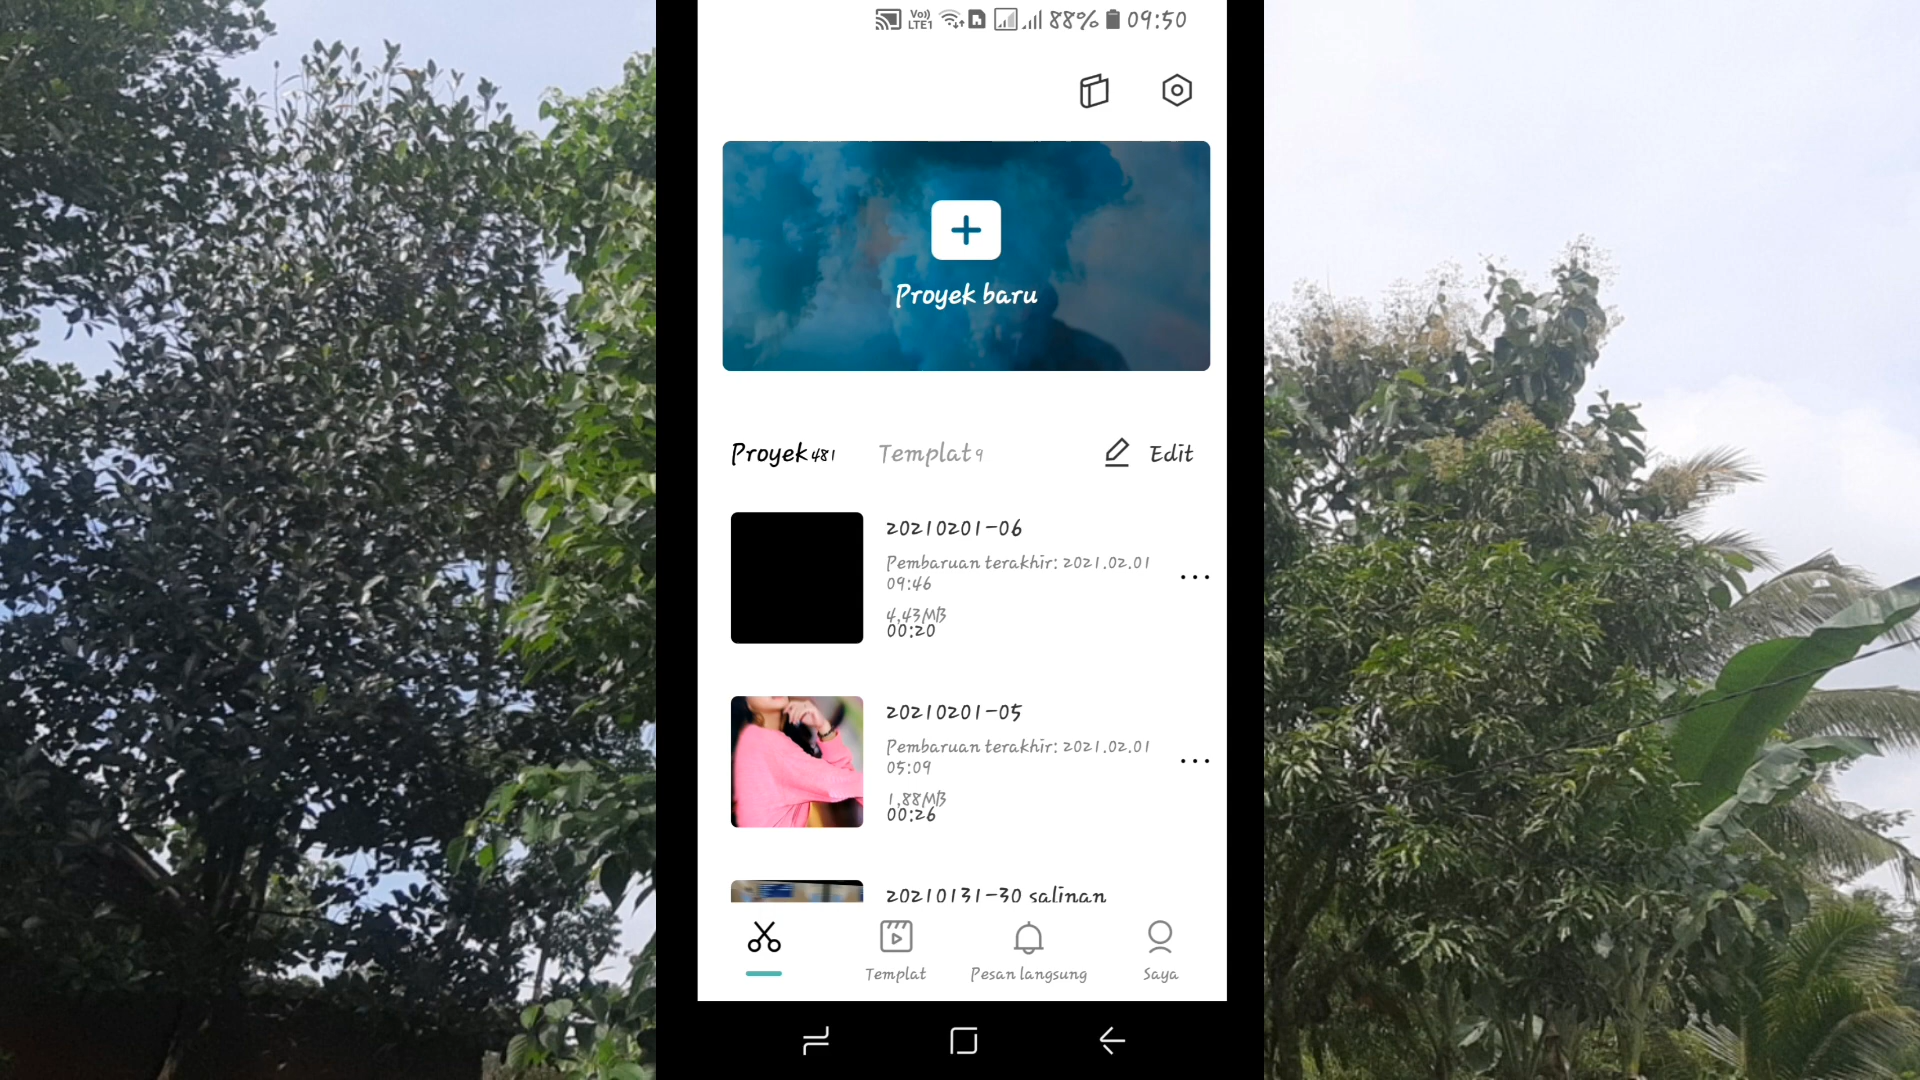 Vo))
LTE1
88%
09:50
Proyek baru
Proyek 481
Templat 9
Edit
20210201-06
Pembaruan terakhir: 2021.02.01
09:46
4,43MB
00:20
20210201-05
Pembaruan terakhir: 2021.02.01
05:09
1,88MB
00:26
20210131-30 salinan
Templat
Pesan langsung
Saya